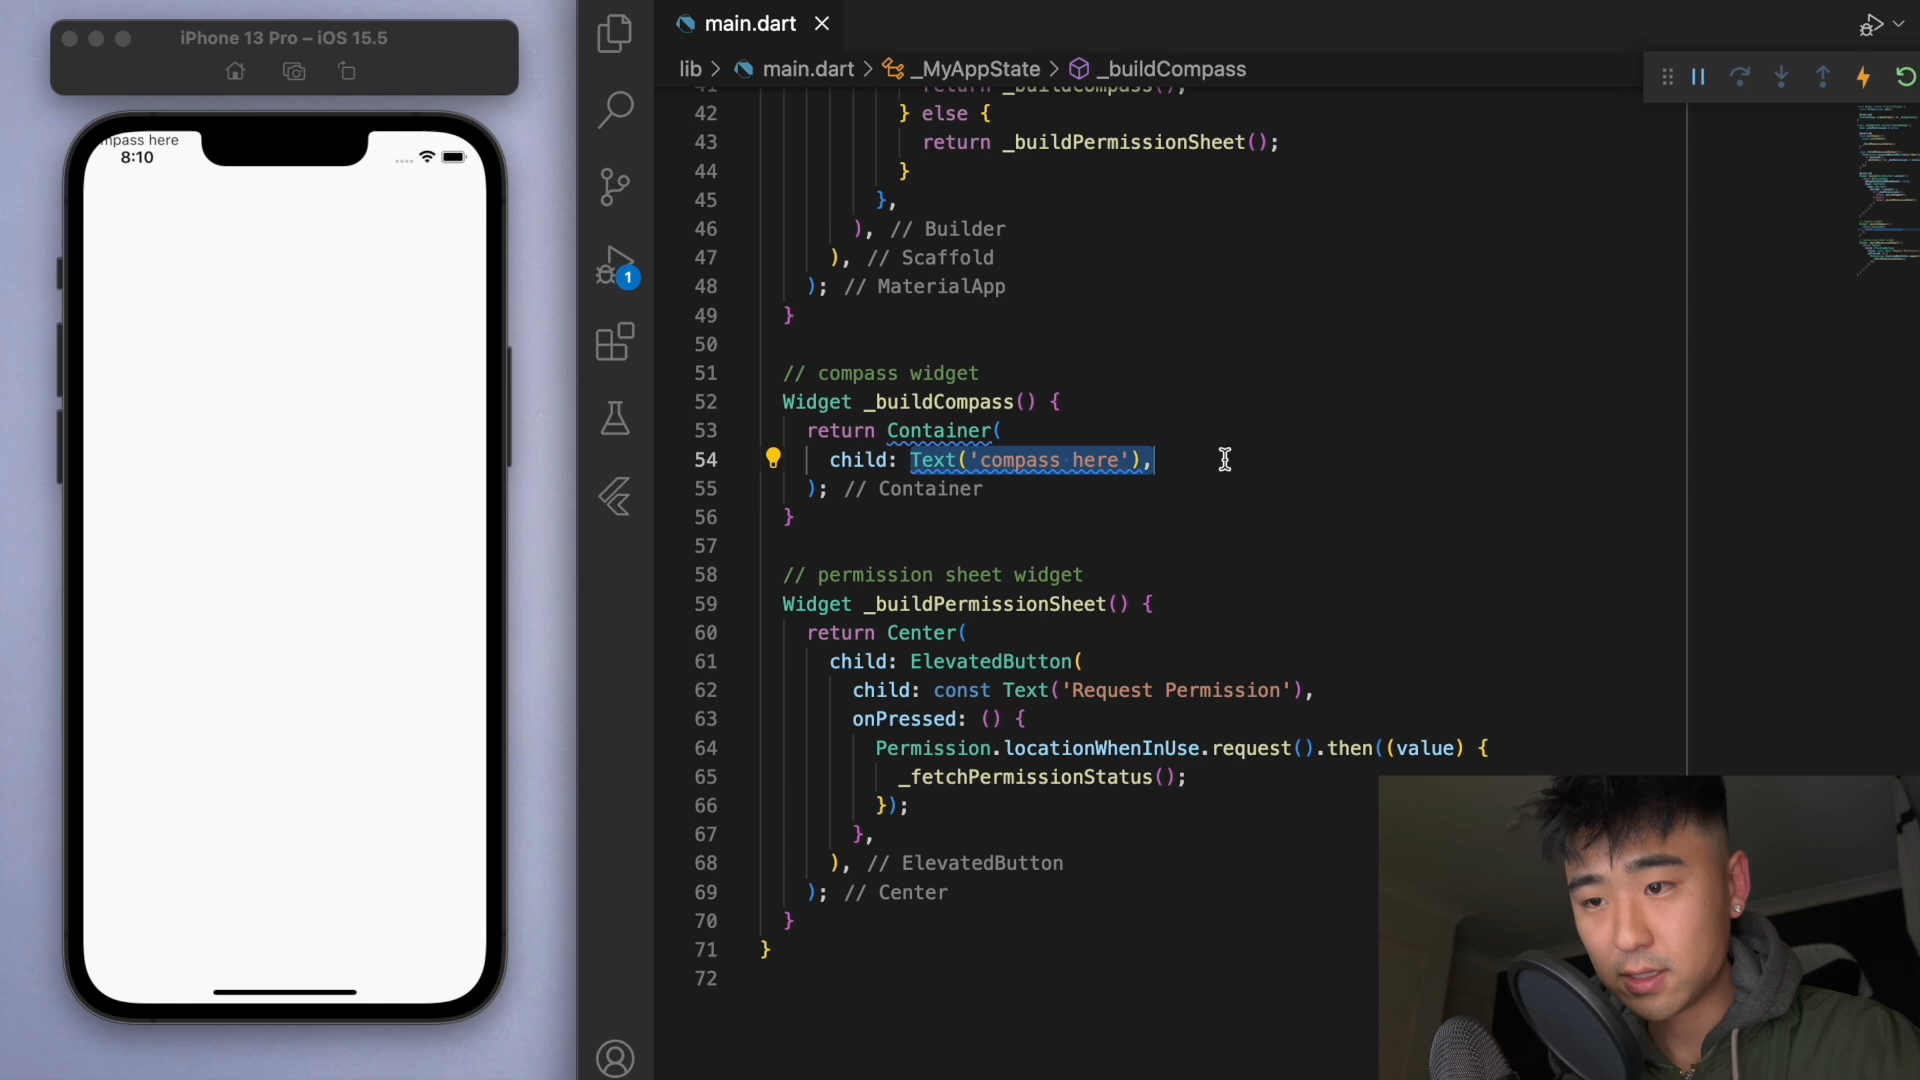 iPhone 13 Pro – iOS 15.5
mpass here
8:10
main.dart
lib > main.dart > _MyAppState > _buildCompass
41 return _buildCompass();
42 } else {
43 return _buildPermissionSheet();
44 }
45 },
46 ), // Builder
47 ), // Scaffold
48 ); // MaterialApp
49 }
50
51 // compass widget
52 Widget _buildCompass() {
53 return Container(
54 child: Text('compass here'),
55 ); // Container
56 }
57
58 // permission sheet widget
59 Widget _buildPermissionSheet() {
60 return Center(
61 child: ElevatedButton(
62 child: const Text('Request Permission'),
63 onPressed: () {
64 Permission.locationWhenInUse.request().then((value) {
65 _fetchPermissionStatus();
66 });
67 },
68 ), // ElevatedButton
69 ); // Center
70 }
71 }
72
1